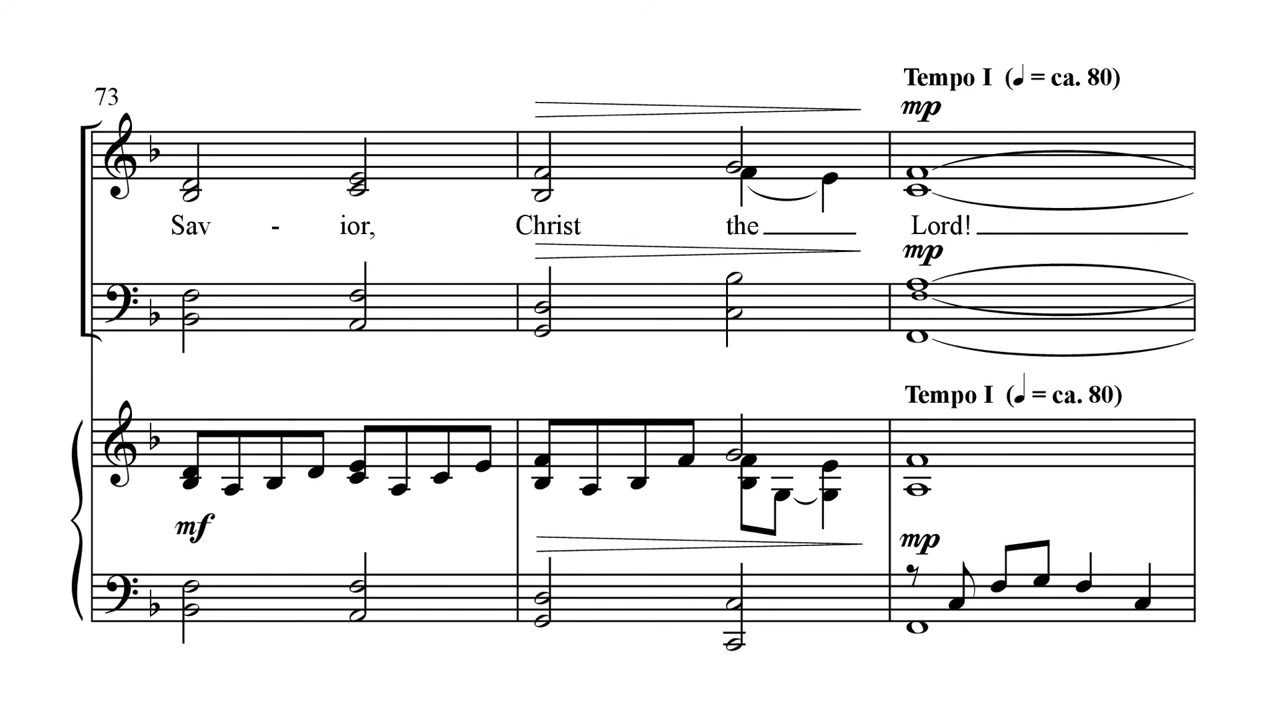 73
Tempo I (♩ = ca. 80)
mp
Sav - ior, Christ the Lord!
mp
Tempo I (♩ = ca. 80)
mf
mp